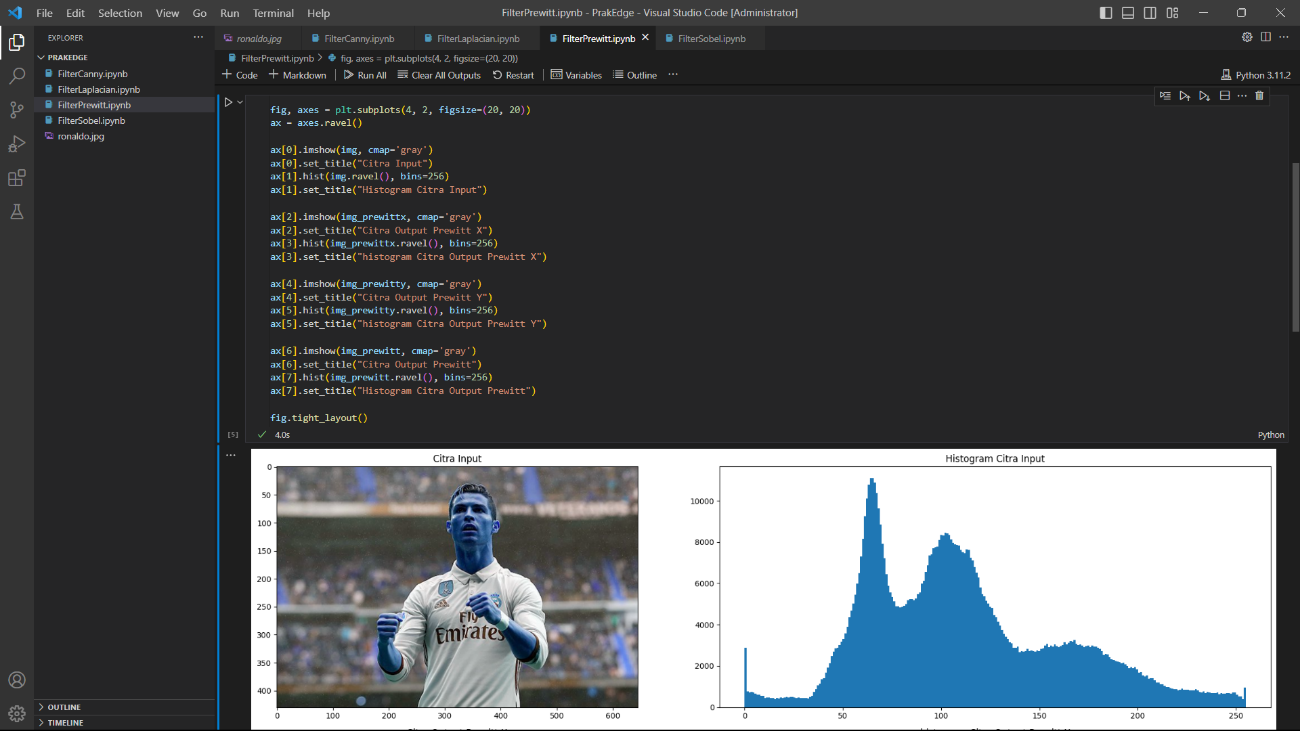 File Edit Selection View Go Run Terminal Help
FilterPrewitt.ipynb - PrakEdge - Visual Studio Code [Administrator]
EXPLORER
PRAKEDGE
FilterCanny.ipynb
FilterLaplacian.ipynb
FilterPrewitt.ipynb
FilterSobel.ipynb
ronaldo.jpg
OUTLINE
TIMELINE
ronaldo.jpg FilterCanny.ipynb FilterLaplacian.ipynb FilterPrewitt.ipynb FilterSobel.ipynb
FilterPrewitt.ipynb > fig, axes = plt.subplots(4, 2, figsize=(20, 20))
+ Code + Markdown Run All Clear All Outputs Restart Variables Outline ... Python 3.11.2
fig, axes = plt.subplots(4, 2, figsize=(20, 20))
ax = axes.ravel()
ax[0].imshow(img, cmap='gray')
ax[0].set_title("Citra Input")
ax[1].hist(img.ravel(), bins=256)
ax[1].set_title("Histogram Citra Input")
ax[2].imshow(img_prewittx, cmap='gray')
ax[2].set_title("Citra Output Prewitt X")
ax[3].hist(img_prewittx.ravel(), bins=256)
ax[3].set_title("histogram Citra Output Prewitt X")
ax[4].imshow(img_prewitty, cmap='gray')
ax[4].set_title("Citra Output Prewitt Y")
ax[5].hist(img_prewitty.ravel(), bins=256)
ax[5].set_title("histogram Citra Output Prewitt Y")
ax[6].imshow(img_prewitt, cmap='gray')
ax[6].set_title("Citra Output Prewitt")
ax[7].hist(img_prewitt.ravel(), bins=256)
ax[7].set_title("Histogram Citra Output Prewitt")
fig.tight_layout()
[5] 4.0s Python
Citra Input
0
50
100
150
200
250
300
350
400
0 100 200 300 400 500 600
Fly
Emirates
Histogram Citra Input
10000
8000
6000
4000
2000
0
0 50 100 150 200 250